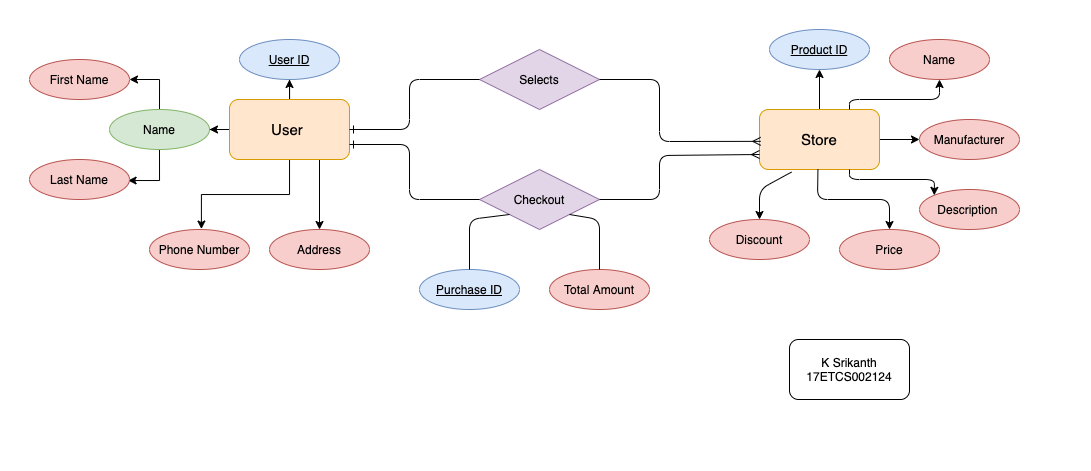 User ID
Product ID
Name
First Name
Selects
Name
User
Store
Manufacturer
Last Name
Checkout
Description
Phone Number
Address
Discount
Price
Purchase ID
Total Amount
K Srikanth
17ETCS002124